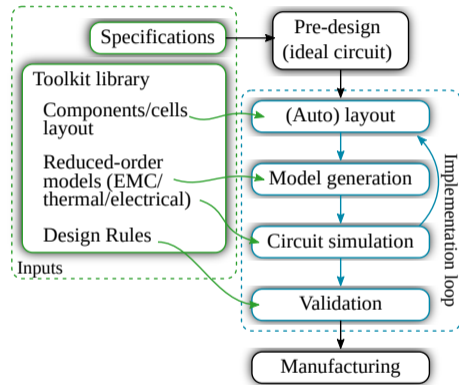 Specifications
Pre-design
(ideal circuit)
Toolkit library
Components/cells
layout
Reduced-order
models (EMC/
thermal/electrical)
Design Rules
Inputs
(Auto) layout
Model generation
Circuit simulation
Validation
Implementation loop
Manufacturing